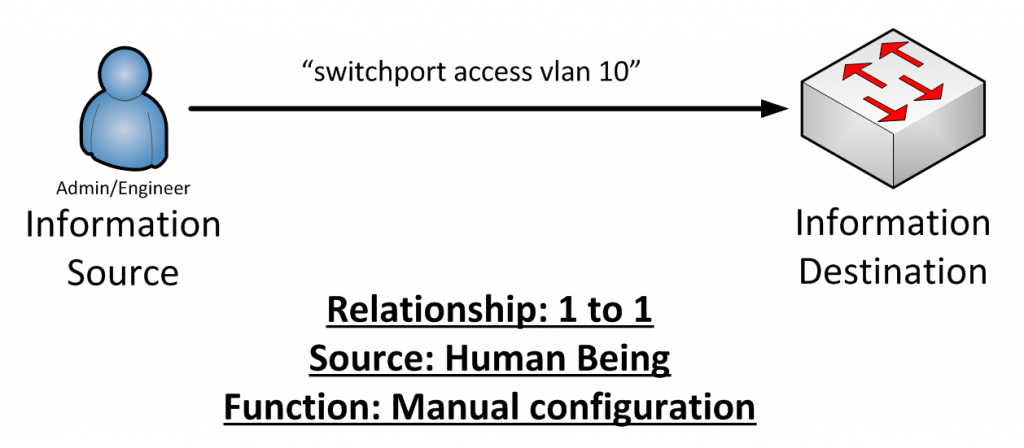 “switchport access vlan 10”
Admin/Engineer
Information
Source
Information
Destination
Relationship: 1 to 1
Source: Human Being
Function: Manual configuration